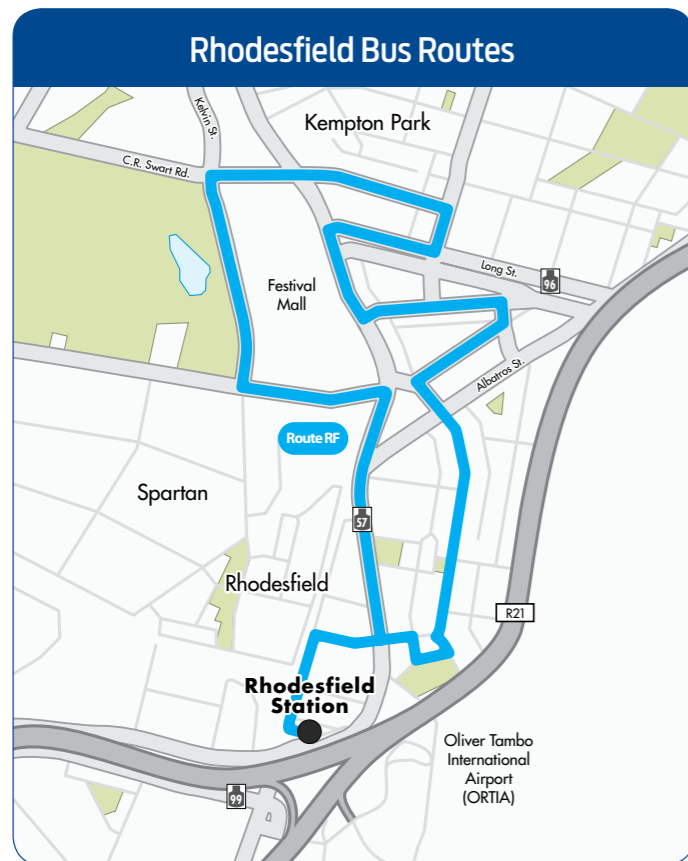 Rhodesfield Bus Routes
Kelvin St.
Kempton Park
C.R. Swart Rd.
Long St.
96
Festival
Mall
Albatros St.
Route RF
Spartan
57
Rhodesfield
R21
Rhodesfield
Station
Oliver Tambo
International
Airport
(ORTIA)
99